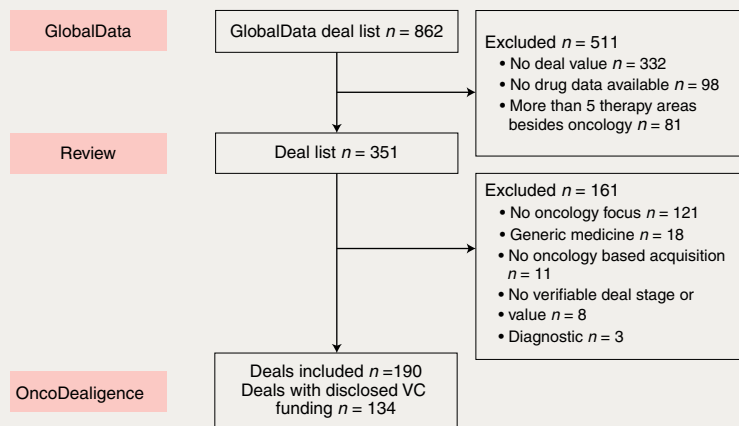 GlobalData
GlobalData deal list n = 862
Excluded n = 511
• No deal value n = 332
• No drug data available n = 98
• More than 5 therapy areas
besides oncology n = 81
Review
Deal list n = 351
Excluded n = 161
• No oncology focus n = 121
• Generic medicine n = 18
• No oncology based acquisition
n = 11
• No verifiable deal stage or
• value n = 8
• Diagnostic n = 3
OncoDealigence
Deals included n =190
Deals with disclosed VC
funding n = 134